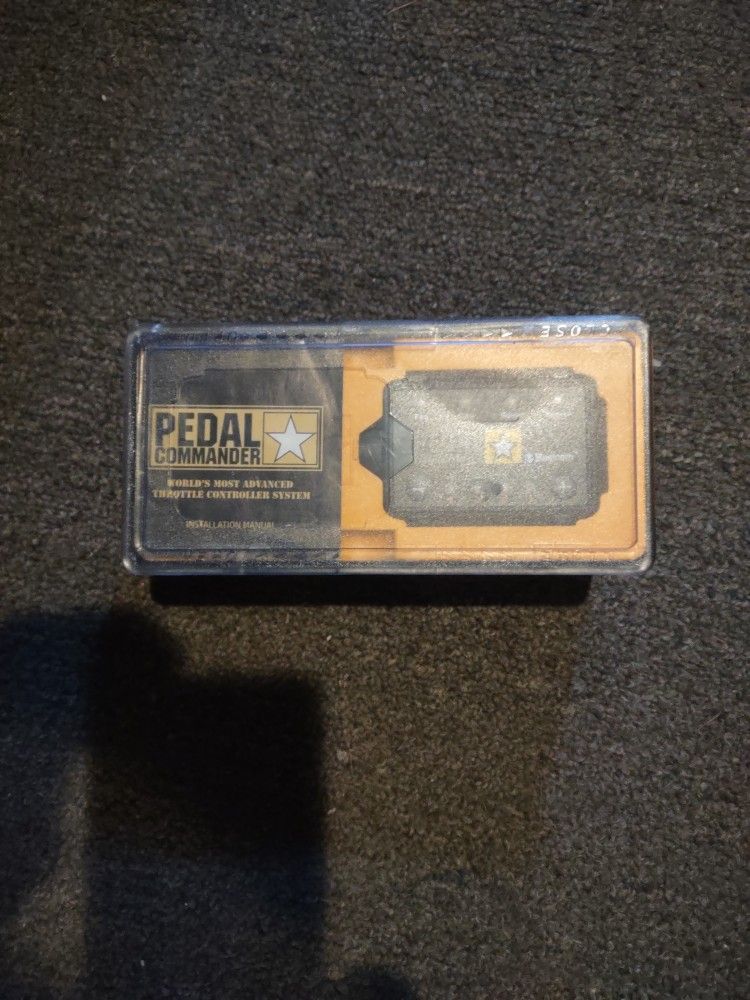 PEDAL
COMMANDER
WORLD'S MOST ADVANCED
THROTTLE CONTROLLER SYSTEM
INSTALLATION MANUAL